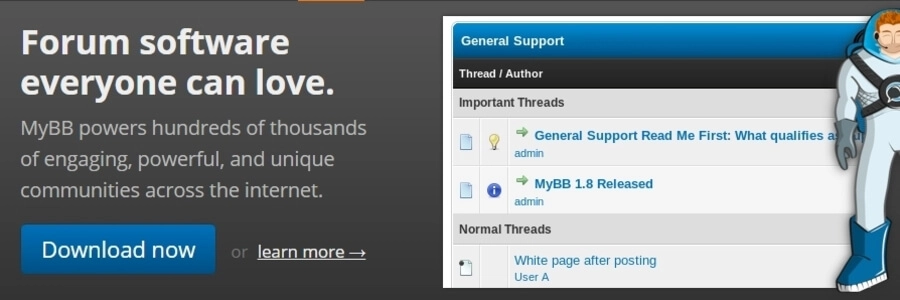 Forum software
everyone can love.
MyBB powers hundreds of thousands
of engaging, powerful, and unique
communities across the internet.
Download now or learn more →
General Support
Thread / Author
Important Threads
General Support Read Me First: What qualifies as
admin
MyBB 1.8 Released
admin
Normal Threads
White page after posting
User A